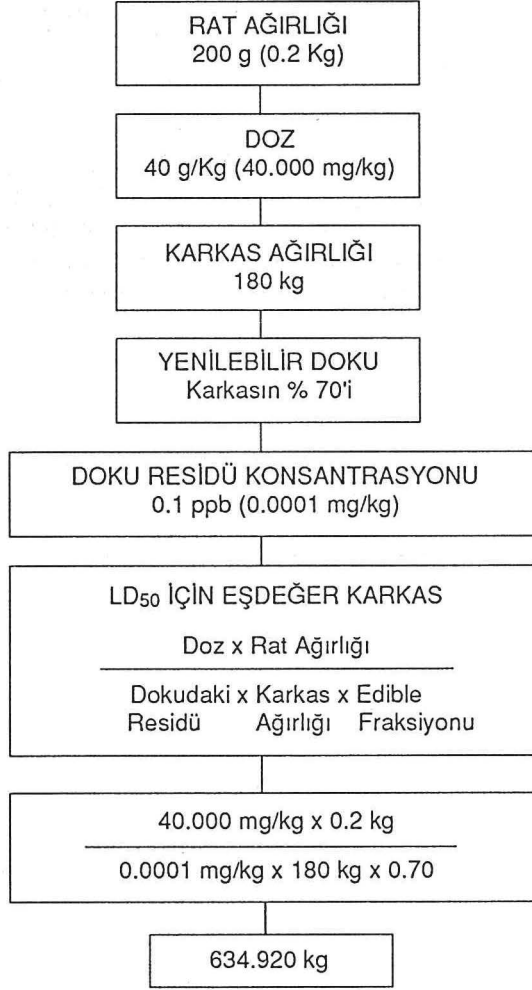 RAT AĞIRLIĞI
200 g (0.2 Kg)
DOZ
40 g/Kg (40.000 mg/kg)
KARKAS AĞIRLIĞI
180 kg
YENİLEBİLİR DOKU
Karkasın % 70'i
DOKU RESİDÜ KONSANTRASYONU
0.1 ppb (0.0001 mg/kg)
LD50 İÇİN EŞDEĞER KARKAS
Doz x Rat Ağırlığı
Dokudaki x Karkas x Edible
Residü Ağırlığı Fraksiyonu
40.000 mg/kg x 0.2 kg
0.0001 mg/kg x 180 kg x 0.70
634.920 kg